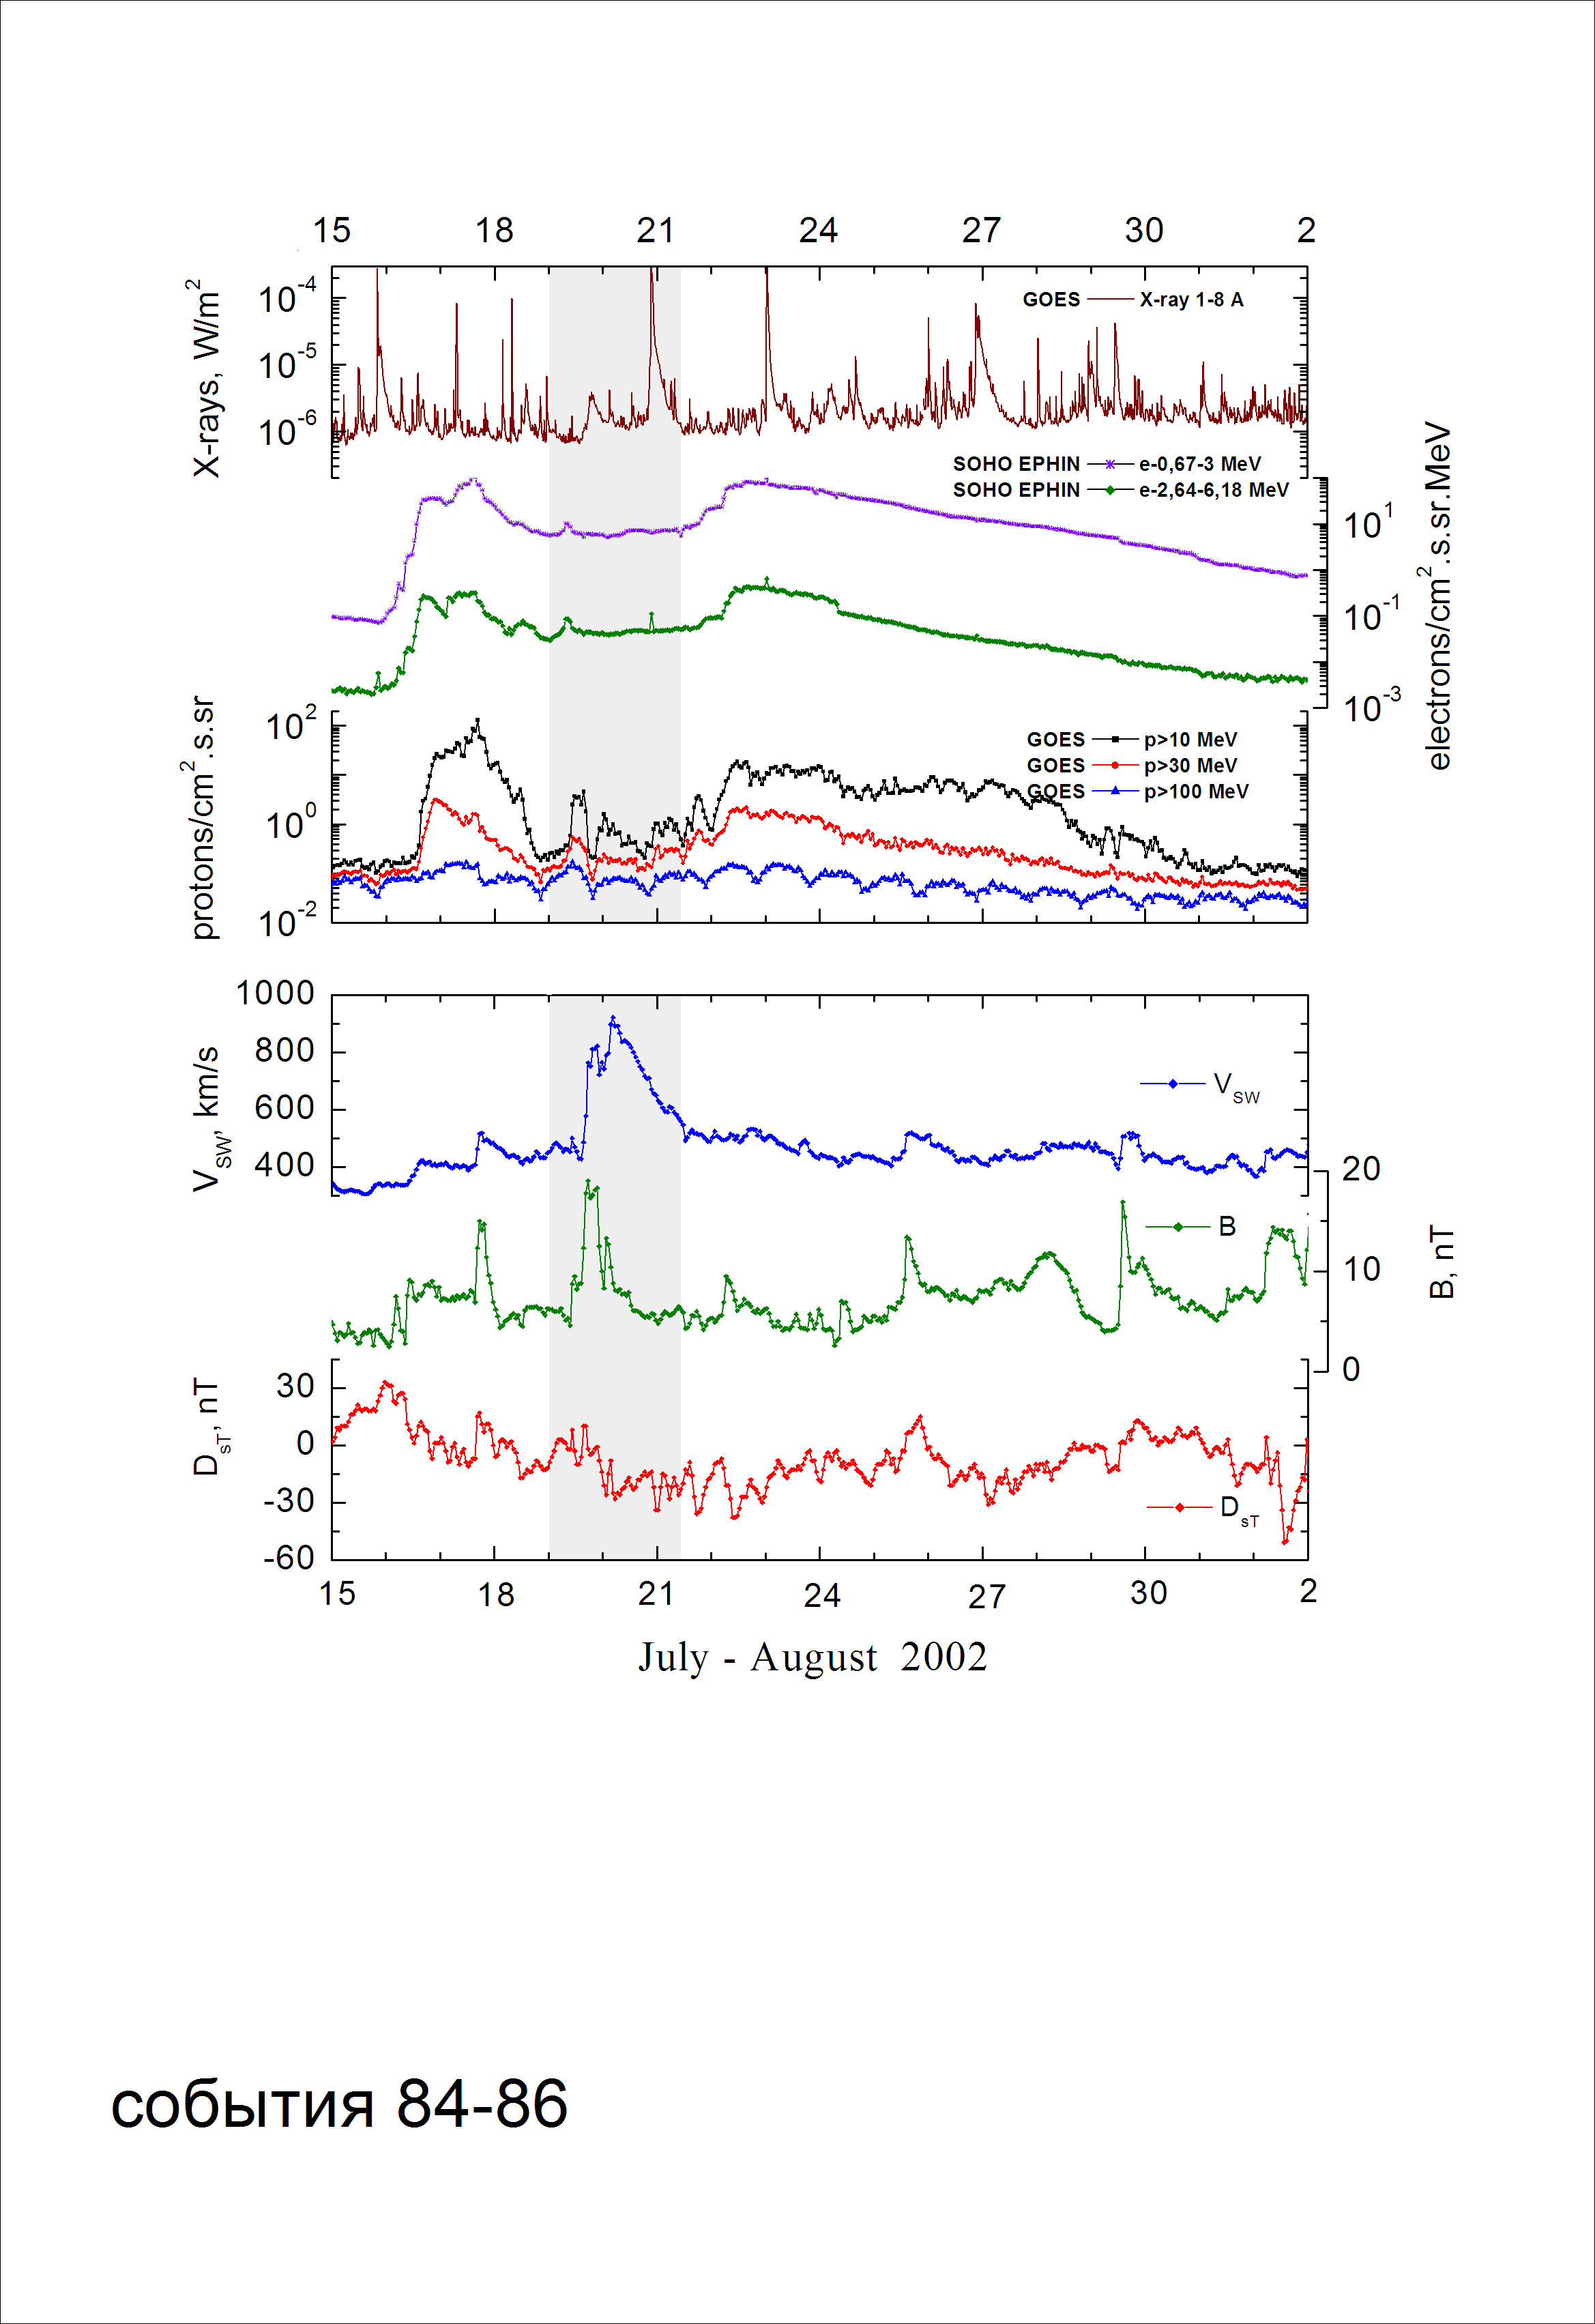 15 18 21 24 27 30 2
X-rays, W/m²
10⁻⁴
10⁻⁵
10⁻⁶
GOES X-ray 1-8 A
SOHO EPHIN e-0,67-3 MeV
SOHO EPHIN e-2,64-6,18 MeV
electrons/cm².s.sr.MeV
10¹
10⁻¹
10⁻³
protons/cm².s.sr
10²
10⁰
10⁻²
GOES p>10 MeV
GOES p>30 MeV
GOES p>100 MeV
V_SW, km/s
1000
800
600
400
V_SW
B, nT
20
10
0
B
D_sT, nT
30
0
-30
-60
D_sT
15 18 21 24 27 30 2
July - August 2002
события 84-86